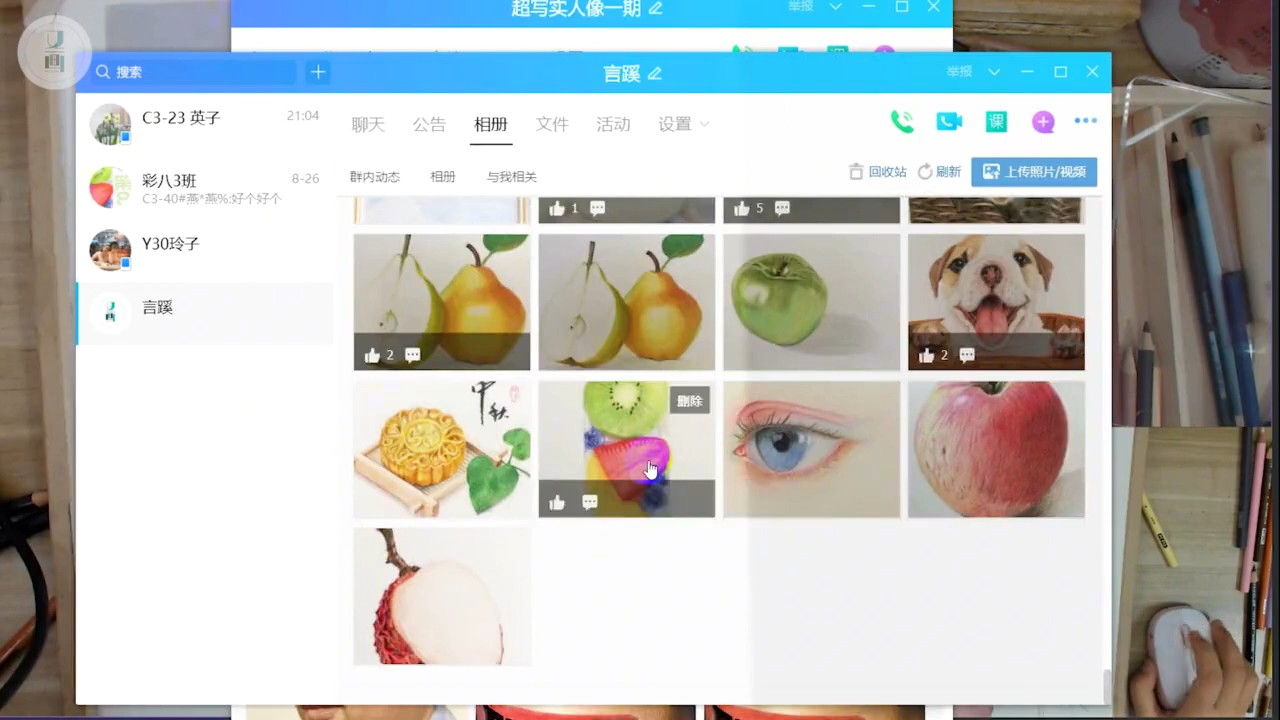 超写实人像一期
举报
搜索
言蹊
举报
C3-23 英子
21:04
聊天
公告
相册
文件
活动
设置
课
彩八3班
8-26
C3-40#燕*燕%:好个好个
群内动态
相册
与我相关
回收站
刷新
上传照片/视频
Y30玲子
言蹊
1
5
2
2
中秋
删除